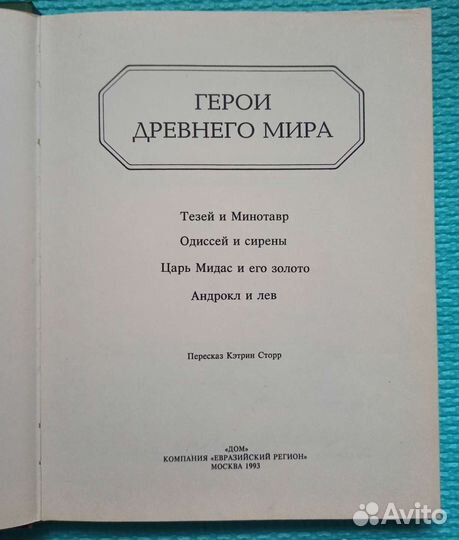 ГЕРОИ
ДРЕВНЕГО МИРА
Тезей и Минотавр
Одиссей и сирены
Царь Мидас и его золото
Андрокл и лев
Пересказ Кэтрин Сторр
«ДОМ»
КОМПАНИЯ «ЕВРАЗИЙСКИЙ РЕГИОН»
МОСКВА 1993
Avito